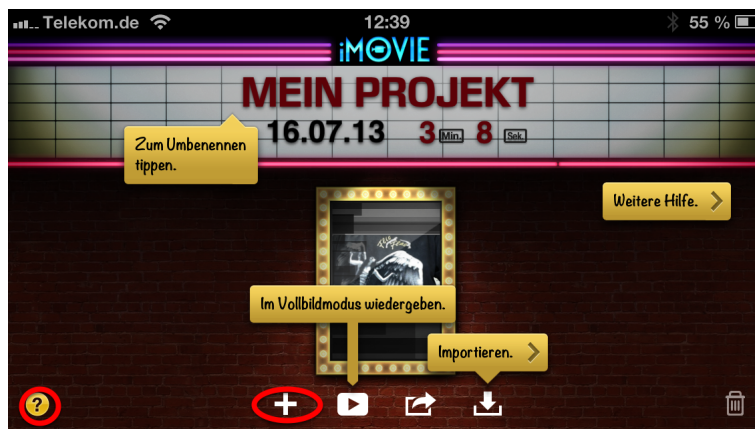 Telekom.de 12:39 55 %
iMOVIE
MEIN PROJEKT
16.07.13 3 Min. 8 Sek.
Zum Umbenennen
tippen.
Weitere Hilfe.
Im Vollbildmodus wiedergeben.
Importieren.
?